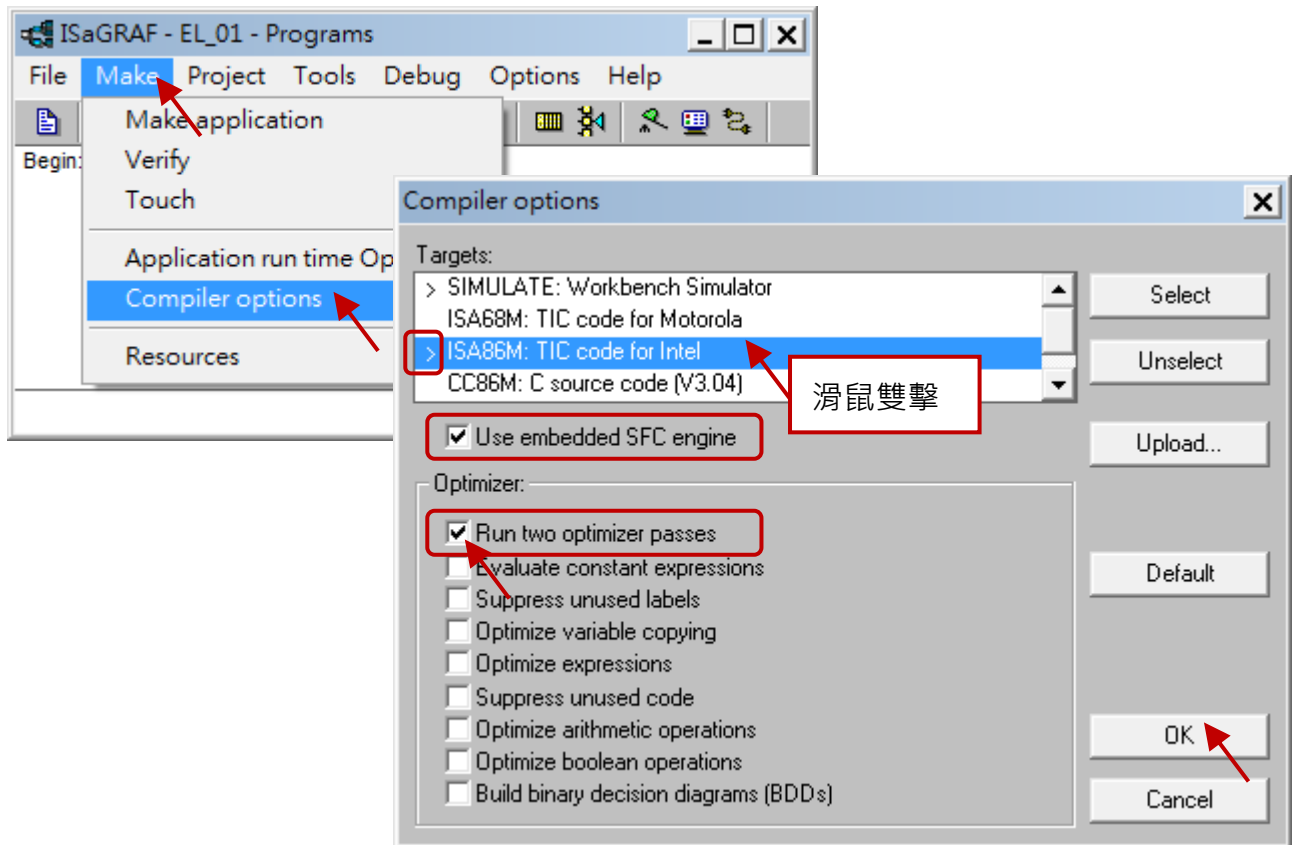 ISaGRAF - EL_01 - Programs
File Make Project Tools Debug Options Help
Make application
Begin:
Verify
Touch
Application run time Op
Compiler options
Resources
Compiler options
Targets:
> SIMULATE: Workbench Simulator
ISA68M: TIC code for Motorola
> ISA86M: TIC code for Intel
CC86M: C source code (V3.04)
滑鼠雙擊
Select
Unselect
Upload...
Use embedded SFC engine
Optimizer:
Run two optimizer passes
Evaluate constant expressions
Suppress unused labels
Optimize variable copying
Optimize expressions
Suppress unused code
Optimize arithmetic operations
Optimize boolean operations
Build binary decision diagrams (BDDs)
Default
OK
Cancel